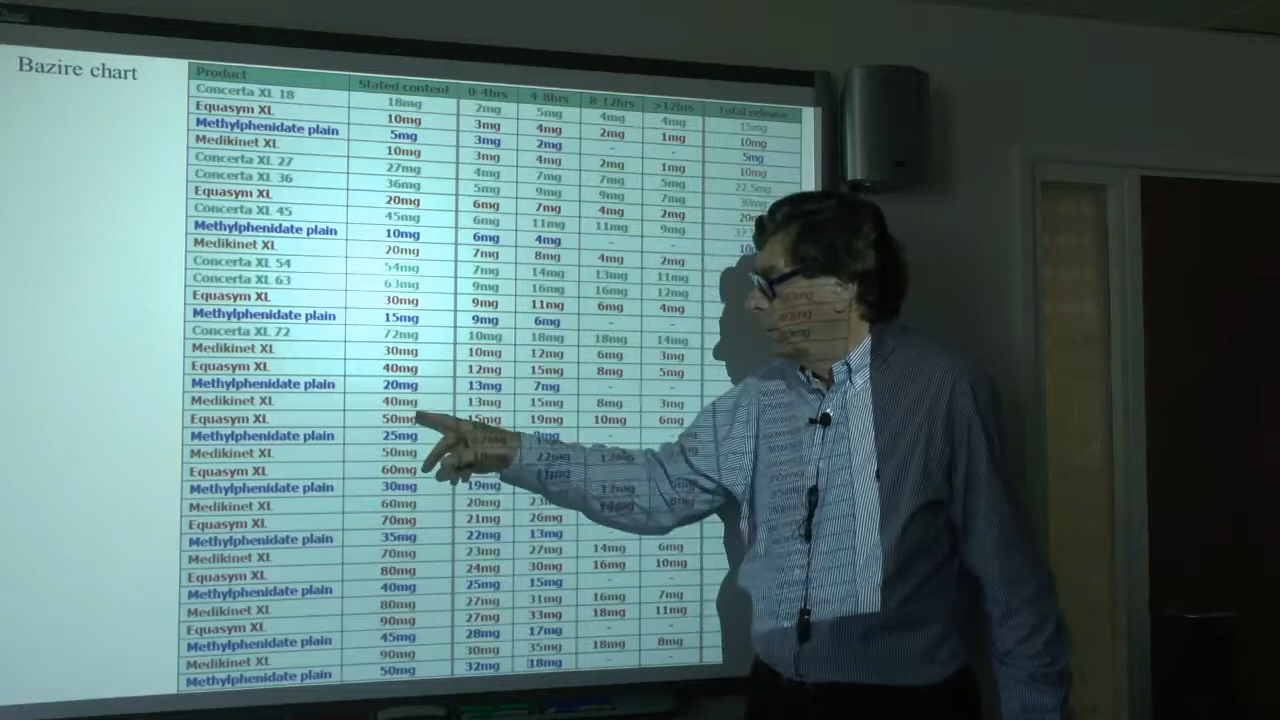 Bazire chart
Product Stated content 0-4hrs 4-8hrs 8-12hrs >12hrs Total release
Concerta XL 18 18mg 2mg 5mg 4mg 4mg 15mg
Equasym XL 10mg 3mg 4mg 2mg 1mg 10mg
Methylphenidate plain 5mg 3mg 2mg - - 5mg
Medikinet XL 10mg 3mg 4mg 2mg 1mg 10mg
Concerta XL 27 27mg 4mg 7mg 7mg 5mg 22.5mg
Concerta XL 36 36mg 5mg 9mg 9mg 7mg 30mg
Equasym XL 20mg 6mg 7mg 4mg 2mg
Concerta XL 45 45mg 6mg 11mg 11mg 9mg
Methylphenidate plain 10mg 6mg 4mg - -
Medikinet XL 20mg 7mg 8mg 4mg 2mg
Concerta XL 54 54mg 7mg 14mg 13mg 11mg
Concerta XL 63 63mg 9mg 16mg 16mg 12mg
Equasym XL 30mg 9mg 11mg 6mg 4mg
Methylphenidate plain 15mg 9mg 6mg - -
Concerta XL 72 72mg 10mg 18mg 18mg 14mg
Medikinet XL 30mg 10mg 12mg 6mg 3mg
Equasym XL 40mg 12mg 15mg 8mg 5mg
Methylphenidate plain 20mg 13mg 7mg - -
Medikinet XL 40mg 13mg 15mg 8mg 3mg
Equasym XL 50mg 15mg 19mg 10mg 6mg
Methylphenidate plain 25mg
Medikinet XL 50mg
Equasym XL 60mg
Methylphenidate plain 30mg 19mg
Medikinet XL 60mg 20mg
Equasym XL 70mg 21mg 26mg
Methylphenidate plain 35mg 22mg 13mg - -
Medikinet XL 70mg 23mg 27mg 14mg 6mg
Equasym XL 80mg 24mg 30mg 16mg 10mg
Methylphenidate plain 40mg 25mg 15mg - -
Medikinet XL 80mg 27mg 31mg 16mg 7mg
Equasym XL 90mg 27mg 33mg 18mg 11mg
Methylphenidate plain 45mg 28mg 17mg - -
Medikinet XL 90mg 30mg 35mg 18mg 8mg
Methylphenidate plain 50mg 32mg 18mg - -